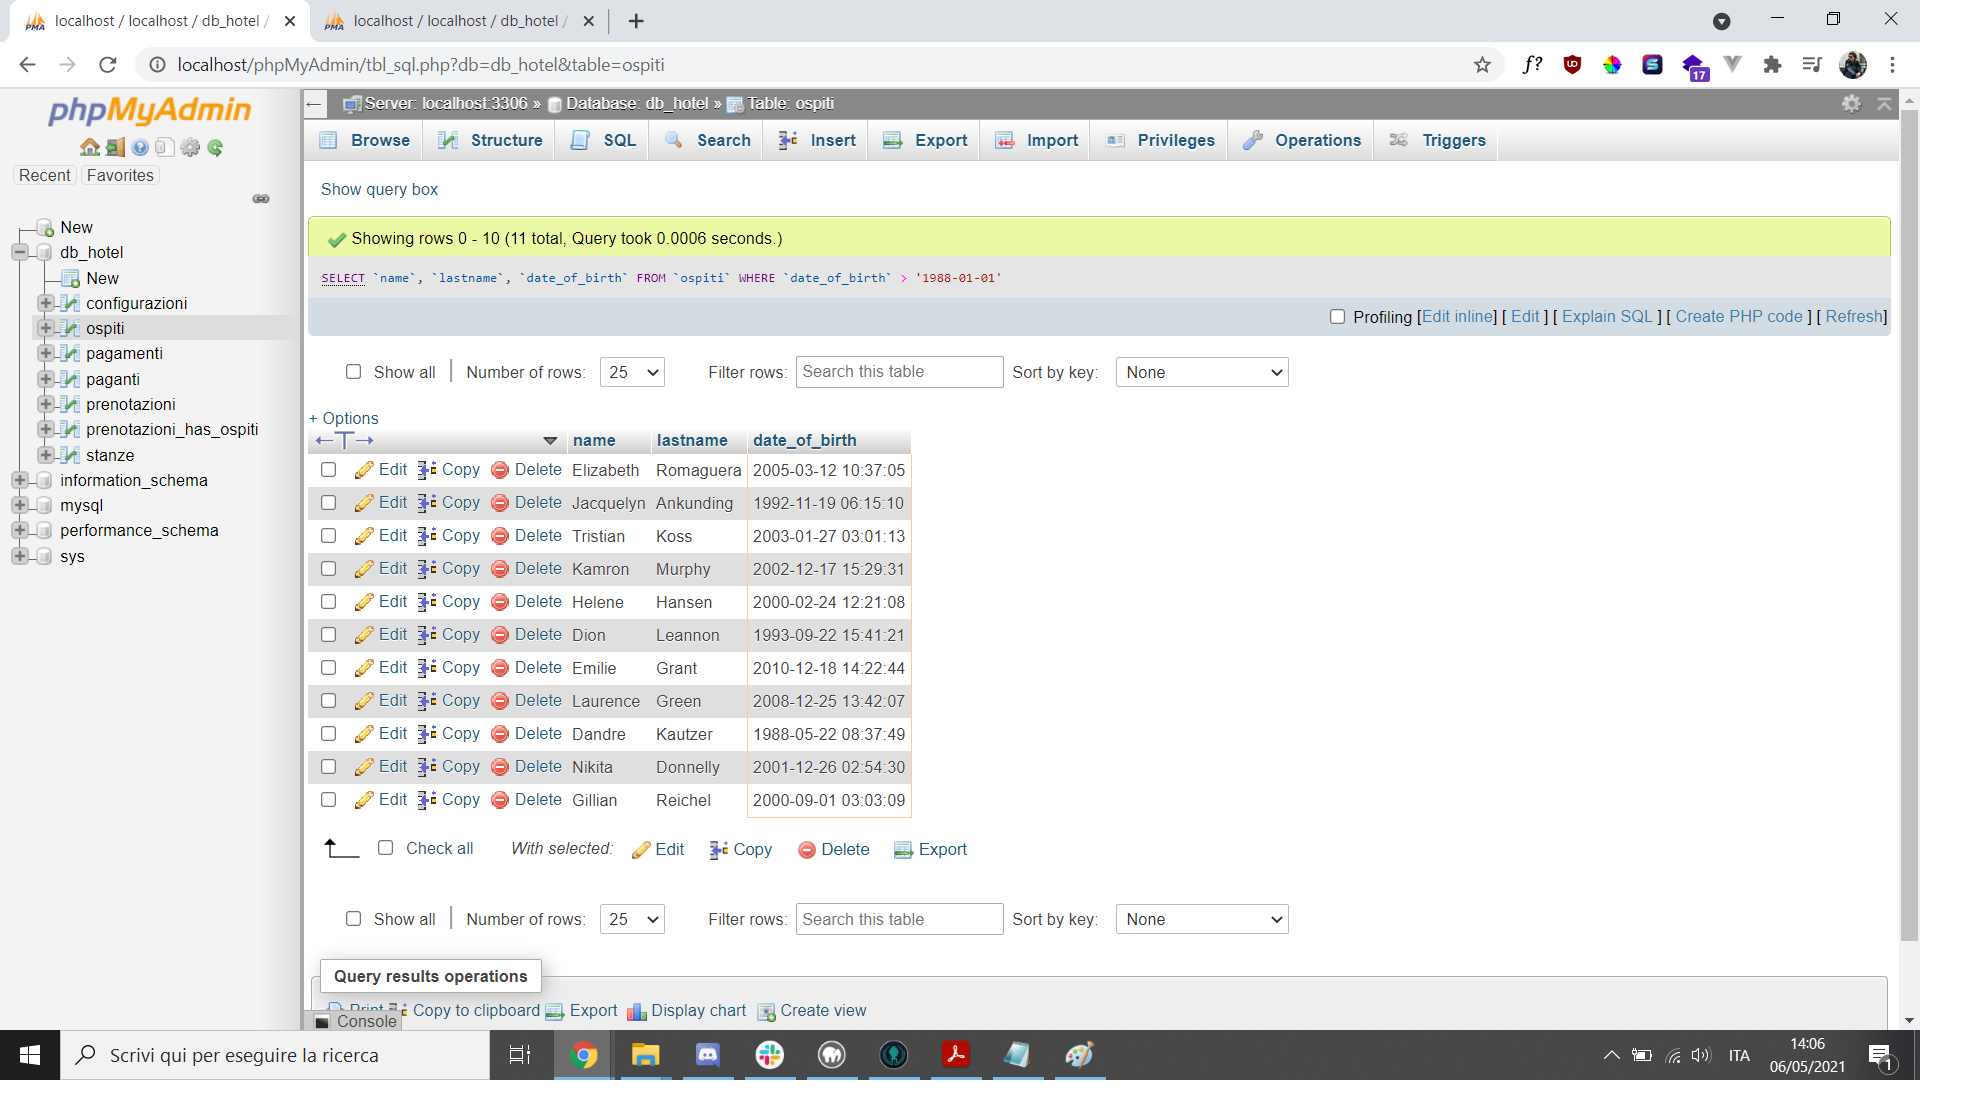 localhost / localhost / db_hotel /
localhost / localhost / db_hotel /
localhost/phpMyAdmin/tbl_sql.php?db=db_hotel&table=ospiti
f?
17
phpMyAdmin
Recent Favorites
New
db_hotel
New
configurazioni
ospiti
pagamenti
paganti
prenotazioni
prenotazioni_has_ospiti
stanze
information_schema
mysql
performance_schema
sys
Server: localhost:3306 » Database: db_hotel » Table: ospiti
Browse Structure SQL Search Insert Export Import Privileges Operations Triggers
Show query box
Showing rows 0 - 10 (11 total, Query took 0.0006 seconds.)
SELECT `name`, `lastname`, `date_of_birth` FROM `ospiti` WHERE `date_of_birth` > '1988-01-01'
Profiling [Edit inline] [ Edit ] [ Explain SQL ] [ Create PHP code ] [ Refresh]
Show all Number of rows: 25 Filter rows: Search this table Sort by key: None
+ Options
name lastname date_of_birth
Edit Copy Delete Elizabeth Romaguera 2005-03-12 10:37:05
Edit Copy Delete Jacquelyn Ankunding 1992-11-19 06:15:10
Edit Copy Delete Tristian Koss 2003-01-27 03:01:13
Edit Copy Delete Kamron Murphy 2002-12-17 15:29:31
Edit Copy Delete Helene Hansen 2000-02-24 12:21:08
Edit Copy Delete Dion Leannon 1993-09-22 15:41:21
Edit Copy Delete Emilie Grant 2010-12-18 14:22:44
Edit Copy Delete Laurence Green 2008-12-25 13:42:07
Edit Copy Delete Dandre Kautzer 1988-05-22 08:37:49
Edit Copy Delete Nikita Donnelly 2001-12-26 02:54:30
Edit Copy Delete Gillian Reichel 2000-09-01 03:03:09
Check all With selected: Edit Copy Delete Export
Show all Number of rows: 25 Filter rows: Search this table Sort by key: None
Query results operations
Print Copy to clipboard Export Display chart Create view
Console
Scrivi qui per eseguire la ricerca
ITA
14:06
06/05/2021
1